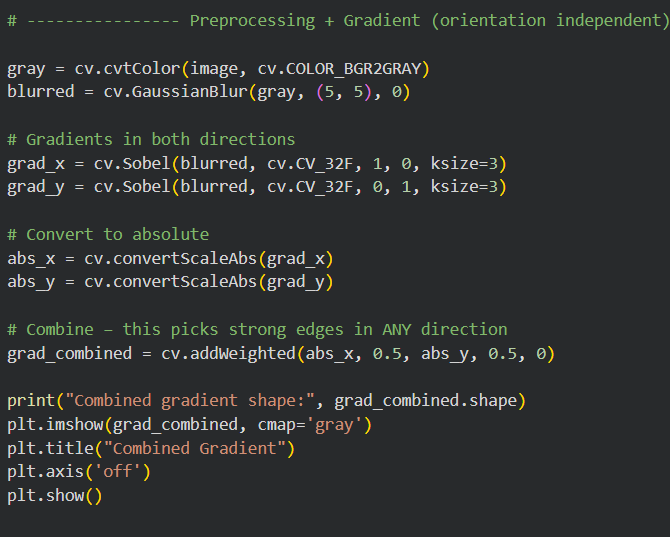 # ---------------- Preprocessing + Gradient (orientation independent)
gray = cv.cvtColor(image, cv.COLOR_BGR2GRAY)
blurred = cv.GaussianBlur(gray, (5, 5), 0)
# Gradients in both directions
grad_x = cv.Sobel(blurred, cv.CV_32F, 1, 0, ksize=3)
grad_y = cv.Sobel(blurred, cv.CV_32F, 0, 1, ksize=3)
# Convert to absolute
abs_x = cv.convertScaleAbs(grad_x)
abs_y = cv.convertScaleAbs(grad_y)
# Combine – this picks strong edges in ANY direction
grad_combined = cv.addWeighted(abs_x, 0.5, abs_y, 0.5, 0)
print("Combined gradient shape:", grad_combined.shape)
plt.imshow(grad_combined, cmap='gray')
plt.title("Combined Gradient")
plt.axis('off')
plt.show()